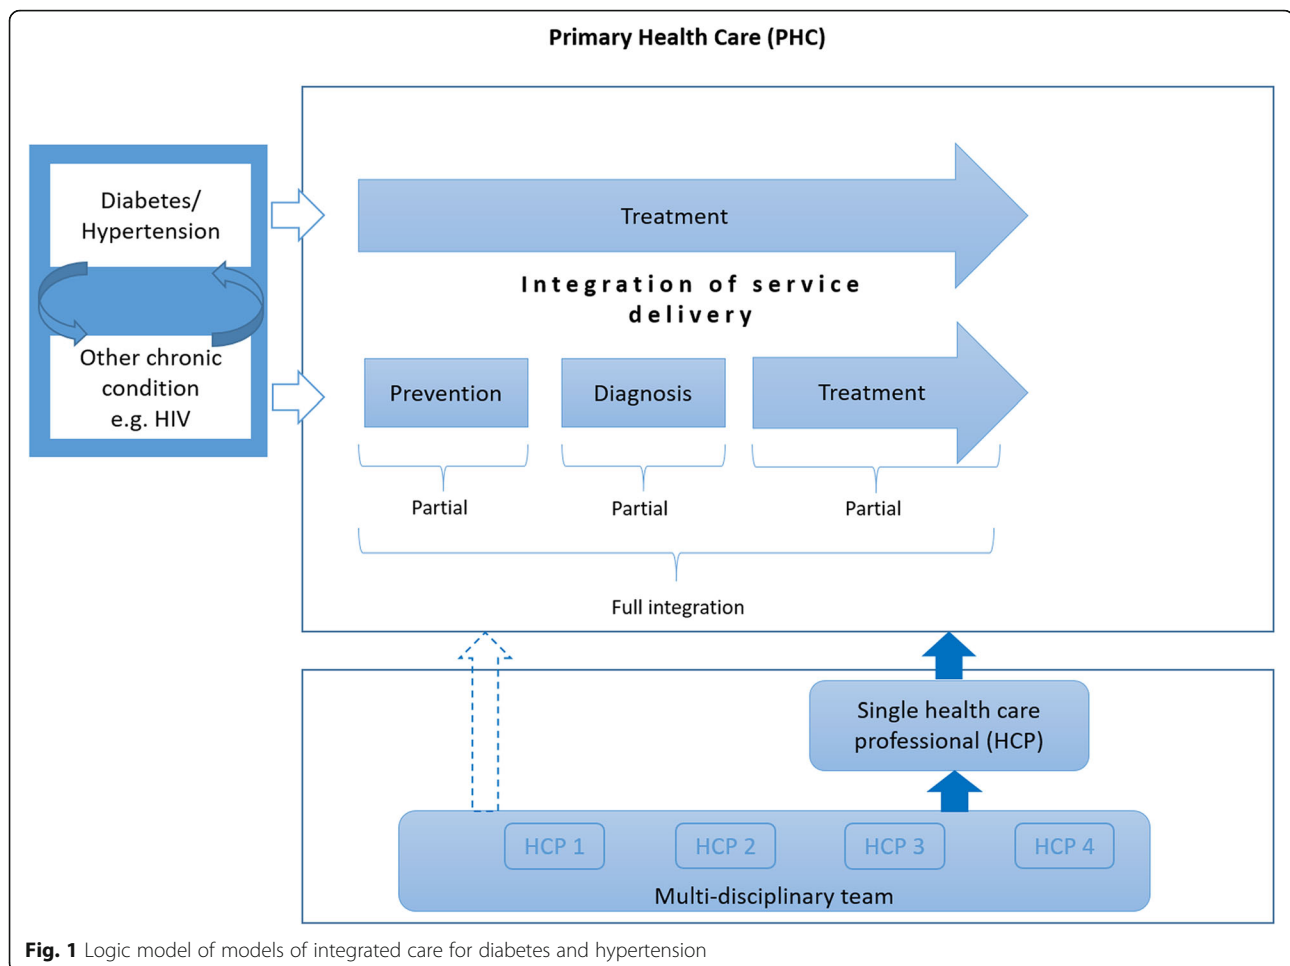 Primary Health Care (PHC)
Diabetes/
Hypertension
Other chronic
condition
e.g. HIV
Treatment
Integration of service
delivery
Prevention
Diagnosis
Treatment
Partial
Partial
Partial
Full integration
Single health care
professional (HCP)
HCP 1
HCP 2
HCP 3
HCP 4
Multi-disciplinary team
Fig. 1 Logic model of models of integrated care for diabetes and hypertension